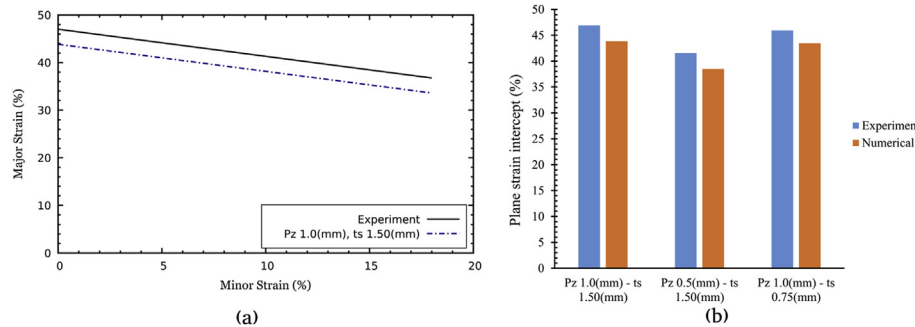 50
40
30
20
10
0
Major Strain (%)
Experiment
Pz 1.0(mm), ts 1.50(mm)
0
5
10
15
20
Minor Strain (%)
(a)
50
45
40
35
30
25
20
15
10
5
0
Plane strain intercept (%)
Pz 1.0(mm) - ts
1.50(mm)
Pz 0.5(mm) - ts
1.50(mm)
Pz 1.0(mm) - ts
0.75(mm)
Experiment
Numerical
(b)